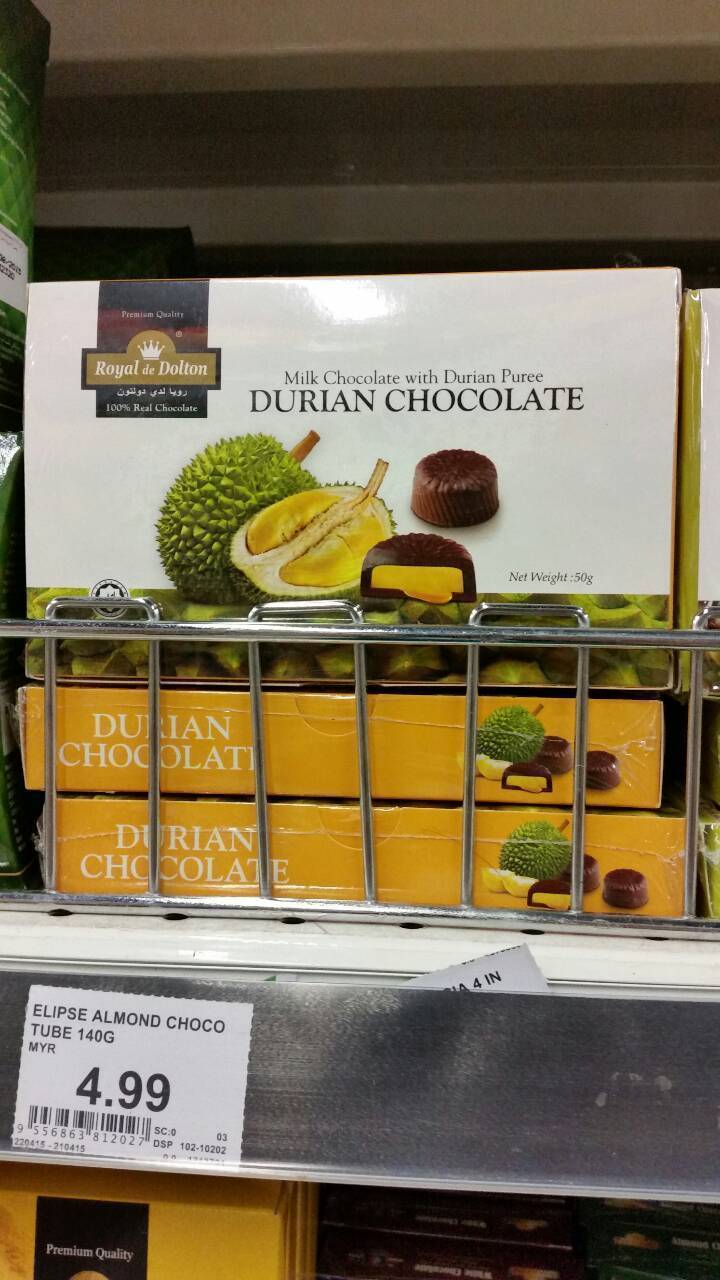 Premium Quality
®
Royal de Dolton
رويا لدي دولتون
100% Real Chocolate
Milk Chocolate with Durian Puree
DURIAN CHOCOLATE
Net Weight :50g
DURIAN
CHOCOLATE
DURIAN
CHOCOLATE
4 IN
ELIPSE ALMOND CHOCO
TUBE 140G
MYR
4.99
9 556863 812027
SC:0 03
220415 - 210415 DSP 102-10202
Premium Quality